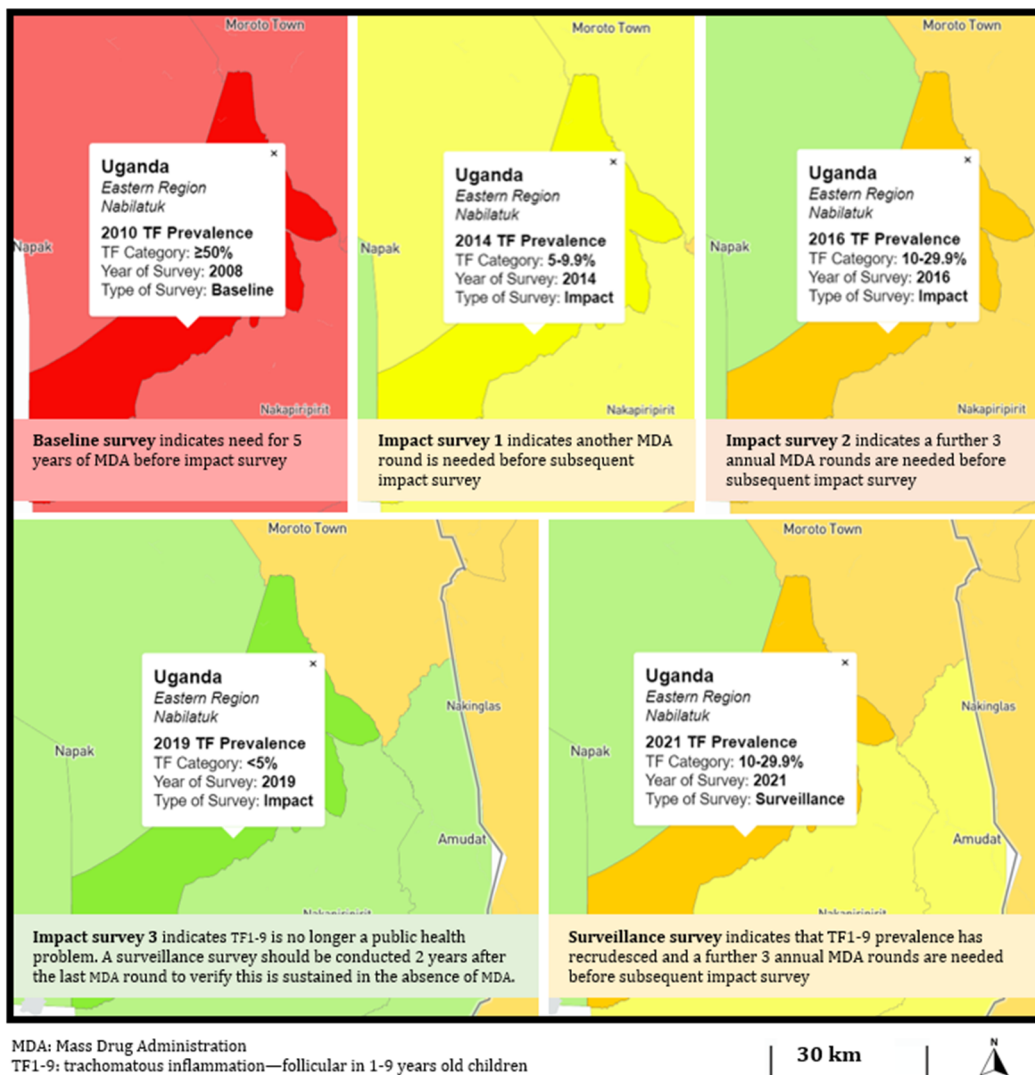 Moroto Town
Uganda
Eastern Region
Nabilatuk
2010 TF Prevalence
TF Category: ≥50%
Year of Survey: 2008
Type of Survey: Baseline
Napak
Nakapiripirit
Baseline survey indicates need for 5
years of MDA before impact survey
Moroto Town
Uganda
Eastern Region
Nabilatuk
2014 TF Prevalence
TF Category: 5-9.9%
Year of Survey: 2014
Type of Survey: Impact
Napak
Nakapiripirit
Impact survey 1 indicates another MDA
round is needed before subsequent
impact survey
Moroto Town
Uganda
Eastern Region
Nabilatuk
2016 TF Prevalence
TF Category: 10-29.9%
Year of Survey: 2016
Type of Survey: Impact
Napak
Nakapiripirit
Impact survey 2 indicates a further 3
annual MDA rounds are needed before
subsequent impact survey
Moroto Town
Uganda
Eastern Region
Nabilatuk
2019 TF Prevalence
TF Category: <5%
Year of Survey: 2019
Type of Survey: Impact
Napak
Nakinglas
Amudat
Nakapiripirit
Impact survey 3 indicates TF1-9 is no longer a public health
problem. A surveillance survey should be conducted 2 years after
the last MDA round to verify this is sustained in the absence of MDA.
Moroto Town
Uganda
Eastern Region
Nabilatuk
2021 TF Prevalence
TF Category: 10-29.9%
Year of Survey: 2021
Type of Survey: Surveillance
Napak
Nakinglas
Amudat
Nakapiripirit
Surveillance survey indicates that TF1-9 prevalence has
recrudesced and a further 3 annual MDA rounds are needed
before subsequent impact survey
MDA: Mass Drug Administration
TF1-9: trachomatous inflammation—follicular in 1-9 years old children
30 km
N